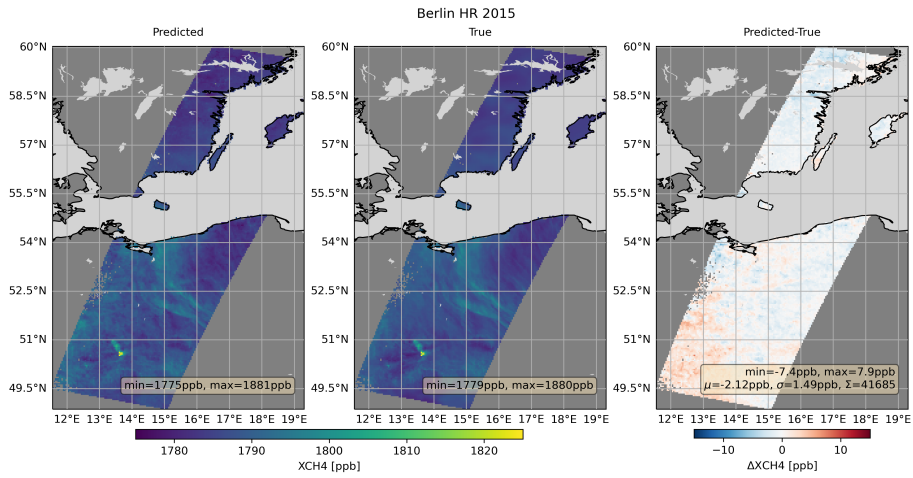 Berlin HR 2015
Predicted
True
Predicted-True
60°N
58.5°N
57°N
55.5°N
54°N
52.5°N
51°N
49.5°N
12°E 13°E 14°E 15°E 16°E 17°E 18°E 19°E
min=1775ppb, max=1881ppb
60°N
58.5°N
57°N
55.5°N
54°N
52.5°N
51°N
49.5°N
12°E 13°E 14°E 15°E 16°E 17°E 18°E 19°E
min=1779ppb, max=1880ppb
60°N
58.5°N
57°N
55.5°N
54°N
52.5°N
51°N
49.5°N
12°E 13°E 14°E 15°E 16°E 17°E 18°E 19°E
min=-7.4ppb, max=7.9ppb
μ=-2.12ppb, σ=1.49ppb, Σ=41685
1780 1790 1800 1810 1820
XCH4 [ppb]
−10 0 10
ΔXCH4 [ppb]